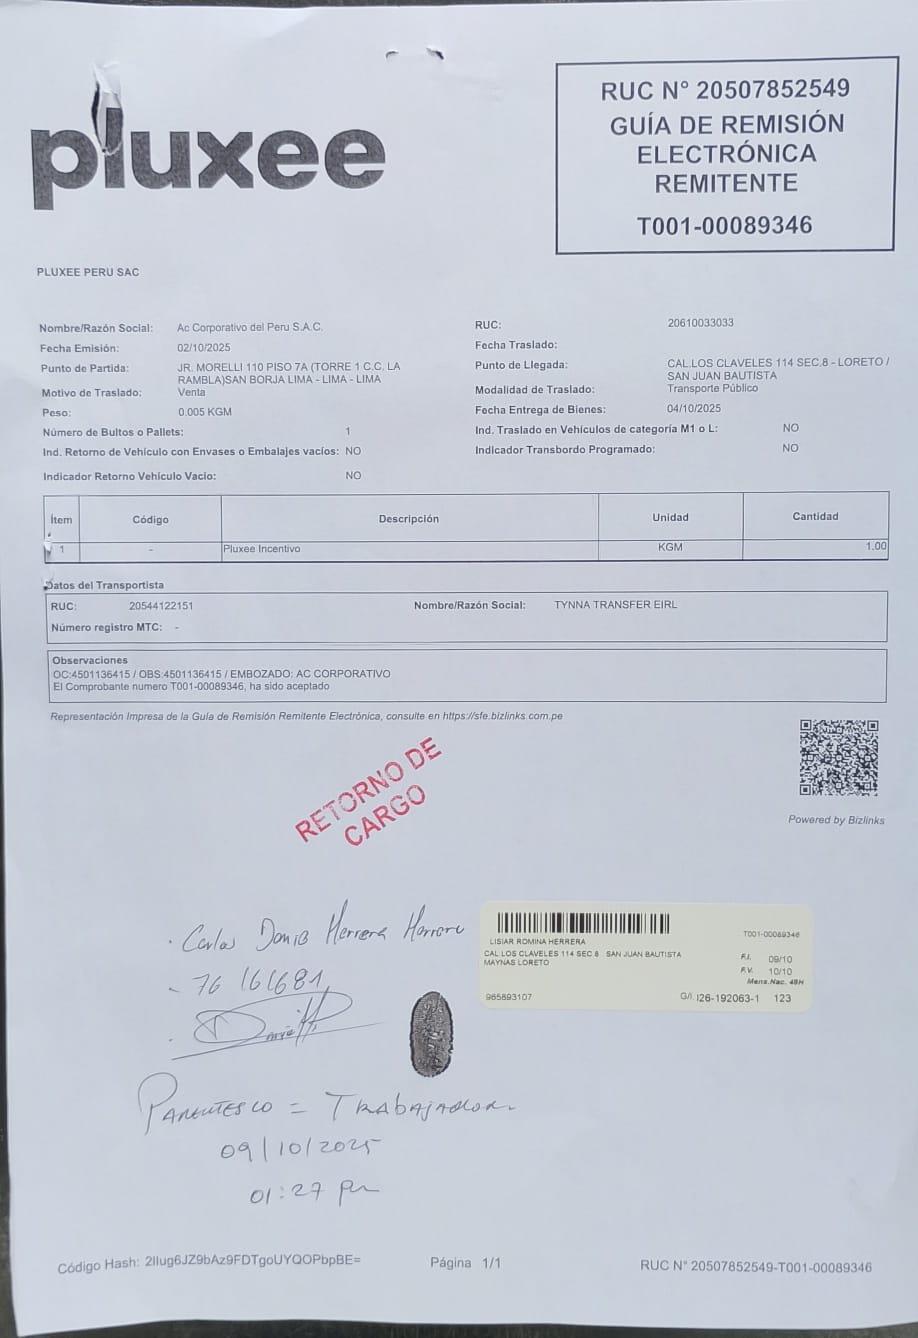 pluxee
RUC N° 20507852549
GUÍA DE REMISIÓN
ELECTRÓNICA
REMITENTE
T001-00089346
PLUXEE PERU SAC
Nombre/Razón Social: Ac Corporativo del Peru S.A.C.
Fecha Emisión: 02/10/2025
Punto de Partida: JR. MORELLI 110 PISO 7A (TORRE 1 C.C. LA
RAMBLA)SAN BORJA LIMA - LIMA - LIMA
Motivo de Traslado: Venta
Peso: 0.005 KGM
Número de Bultos o Pallets: 1
Ind. Retorno de Vehículo con Envases o Embalajes vacíos: NO
Indicador Retorno Vehículo Vacio: NO
RUC: 20610033033
Fecha Traslado:
Punto de Llegada: CAL.LOS CLAVELES 114 SEC.8 - LORETO /
SAN JUAN BAUTISTA
Modalidad de Traslado: Transporte Público
Fecha Entrega de Bienes: 04/10/2025
Ind. Traslado en Vehículos de categoría M1 o L: NO
Indicador Transbordo Programado: NO
Ítem Código Descripción Unidad Cantidad
1 - Pluxee Incentivo KGM 1.00
Datos del Transportista
RUC: 20544122151 Nombre/Razón Social: TYNNA TRANSFER EIRL
Número registro MTC: -
Observaciones
OC:4501136415 / OBS:4501136415 / EMBOZADO: AC CORPORATIVO
El Comprobante numero T001-00089346, ha sido aceptado
Representación Impresa de la Guía de Remisión Remitente Electrónica, consulte en https://sfe.bizlinks.com.pe
Powered by Bizlinks
RETORNO DE
CARGO
. Carlos Herrera Herrera
- 76161681
LISIAR ROMINA HERRERA
CAL LOS CLAVELES 114 SEC 8 SAN JUAN BAUTISTA
MAYNAS LORETO
965893107
T001-00089346
F.I. 09/10
F.V. 10/10
Mens.Nac. 48H
G/I. I26-192063-1 123
PARENTESCO = TRABAJADOR.
09/10/2025
01:27 pm
Código Hash: 2IIug6JZ9bAz9FDTgoUYQOPbpBE=
Página 1/1
RUC N° 20507852549-T001-00089346